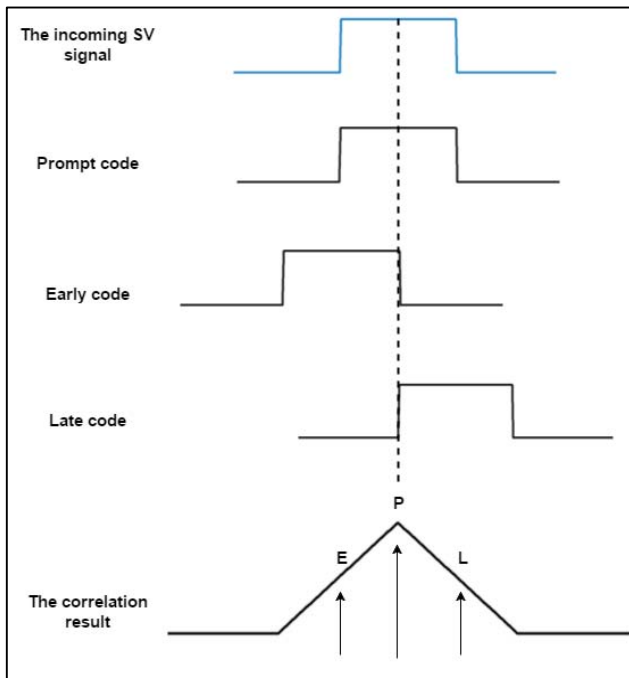 The incoming SV
signal
Prompt code
Early code
Late code
P
E
L
The correlation
result